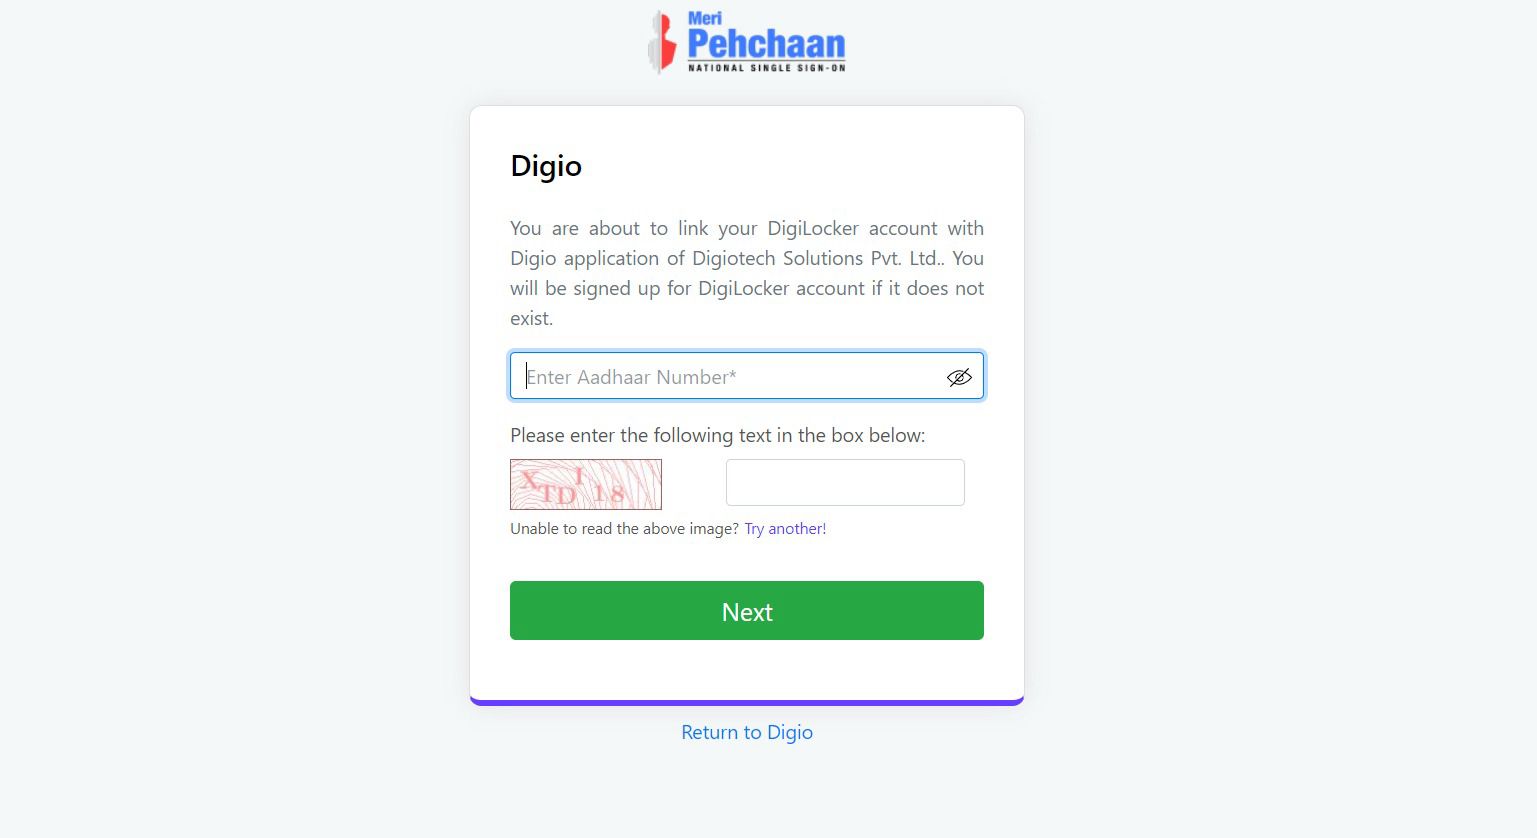 Meri
Pehchaan
NATIONAL SINGLE SIGN-ON
Digio
You are about to link your DigiLocker account with
Digio application of Digiotech Solutions Pvt. Ltd.. You
will be signed up for DigiLocker account if it does not
exist.
Enter Aadhaar Number*
Please enter the following text in the box below:
Unable to read the above image? Try another!
Next
Return to Digio